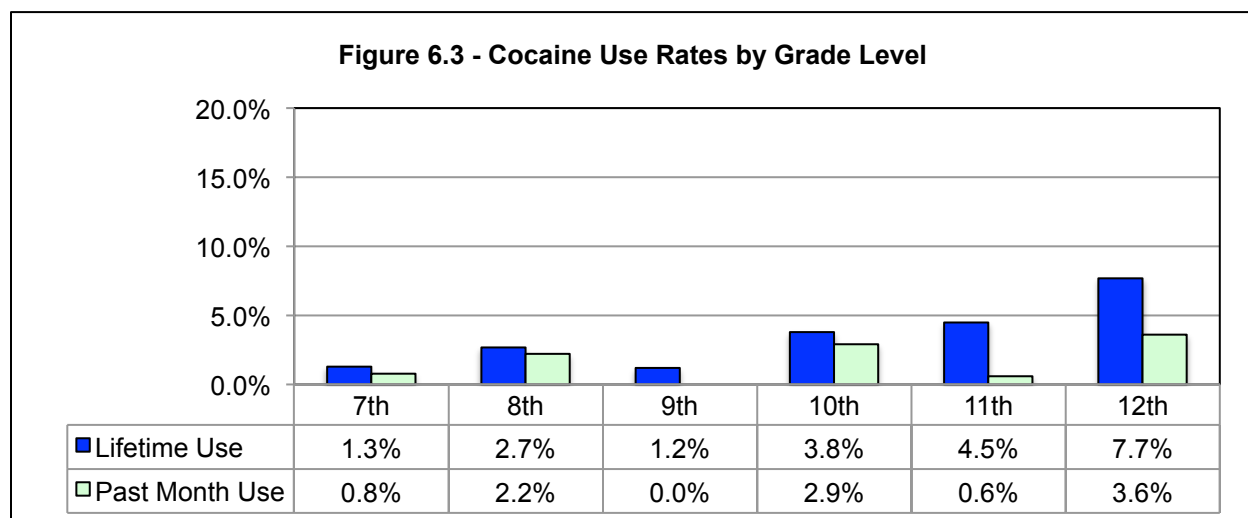 Figure 6.3 - Cocaine Use Rates by Grade Level
20.0%
15.0%
10.0%
5.0%
0.0%
7th 8th 9th 10th 11th 12th
Lifetime Use 1.3% 2.7% 1.2% 3.8% 4.5% 7.7%
Past Month Use 0.8% 2.2% 0.0% 2.9% 0.6% 3.6%